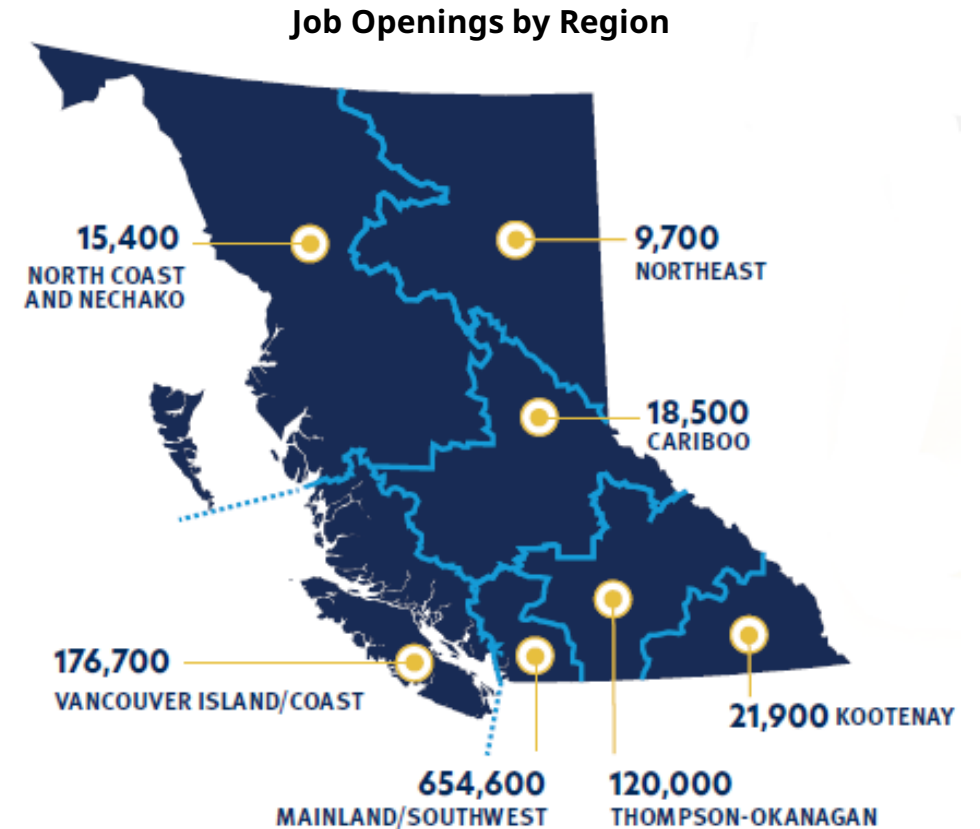 Job Openings by Region
15,400
NORTH COAST
AND NECHAKO
9,700
NORTHEAST
18,500
CARIBOO
176,700
VANCOUVER ISLAND/COAST
21,900 KOOTENAY
654,600
MAINLAND/SOUTHWEST
120,000
THOMPSON-OKANAGAN